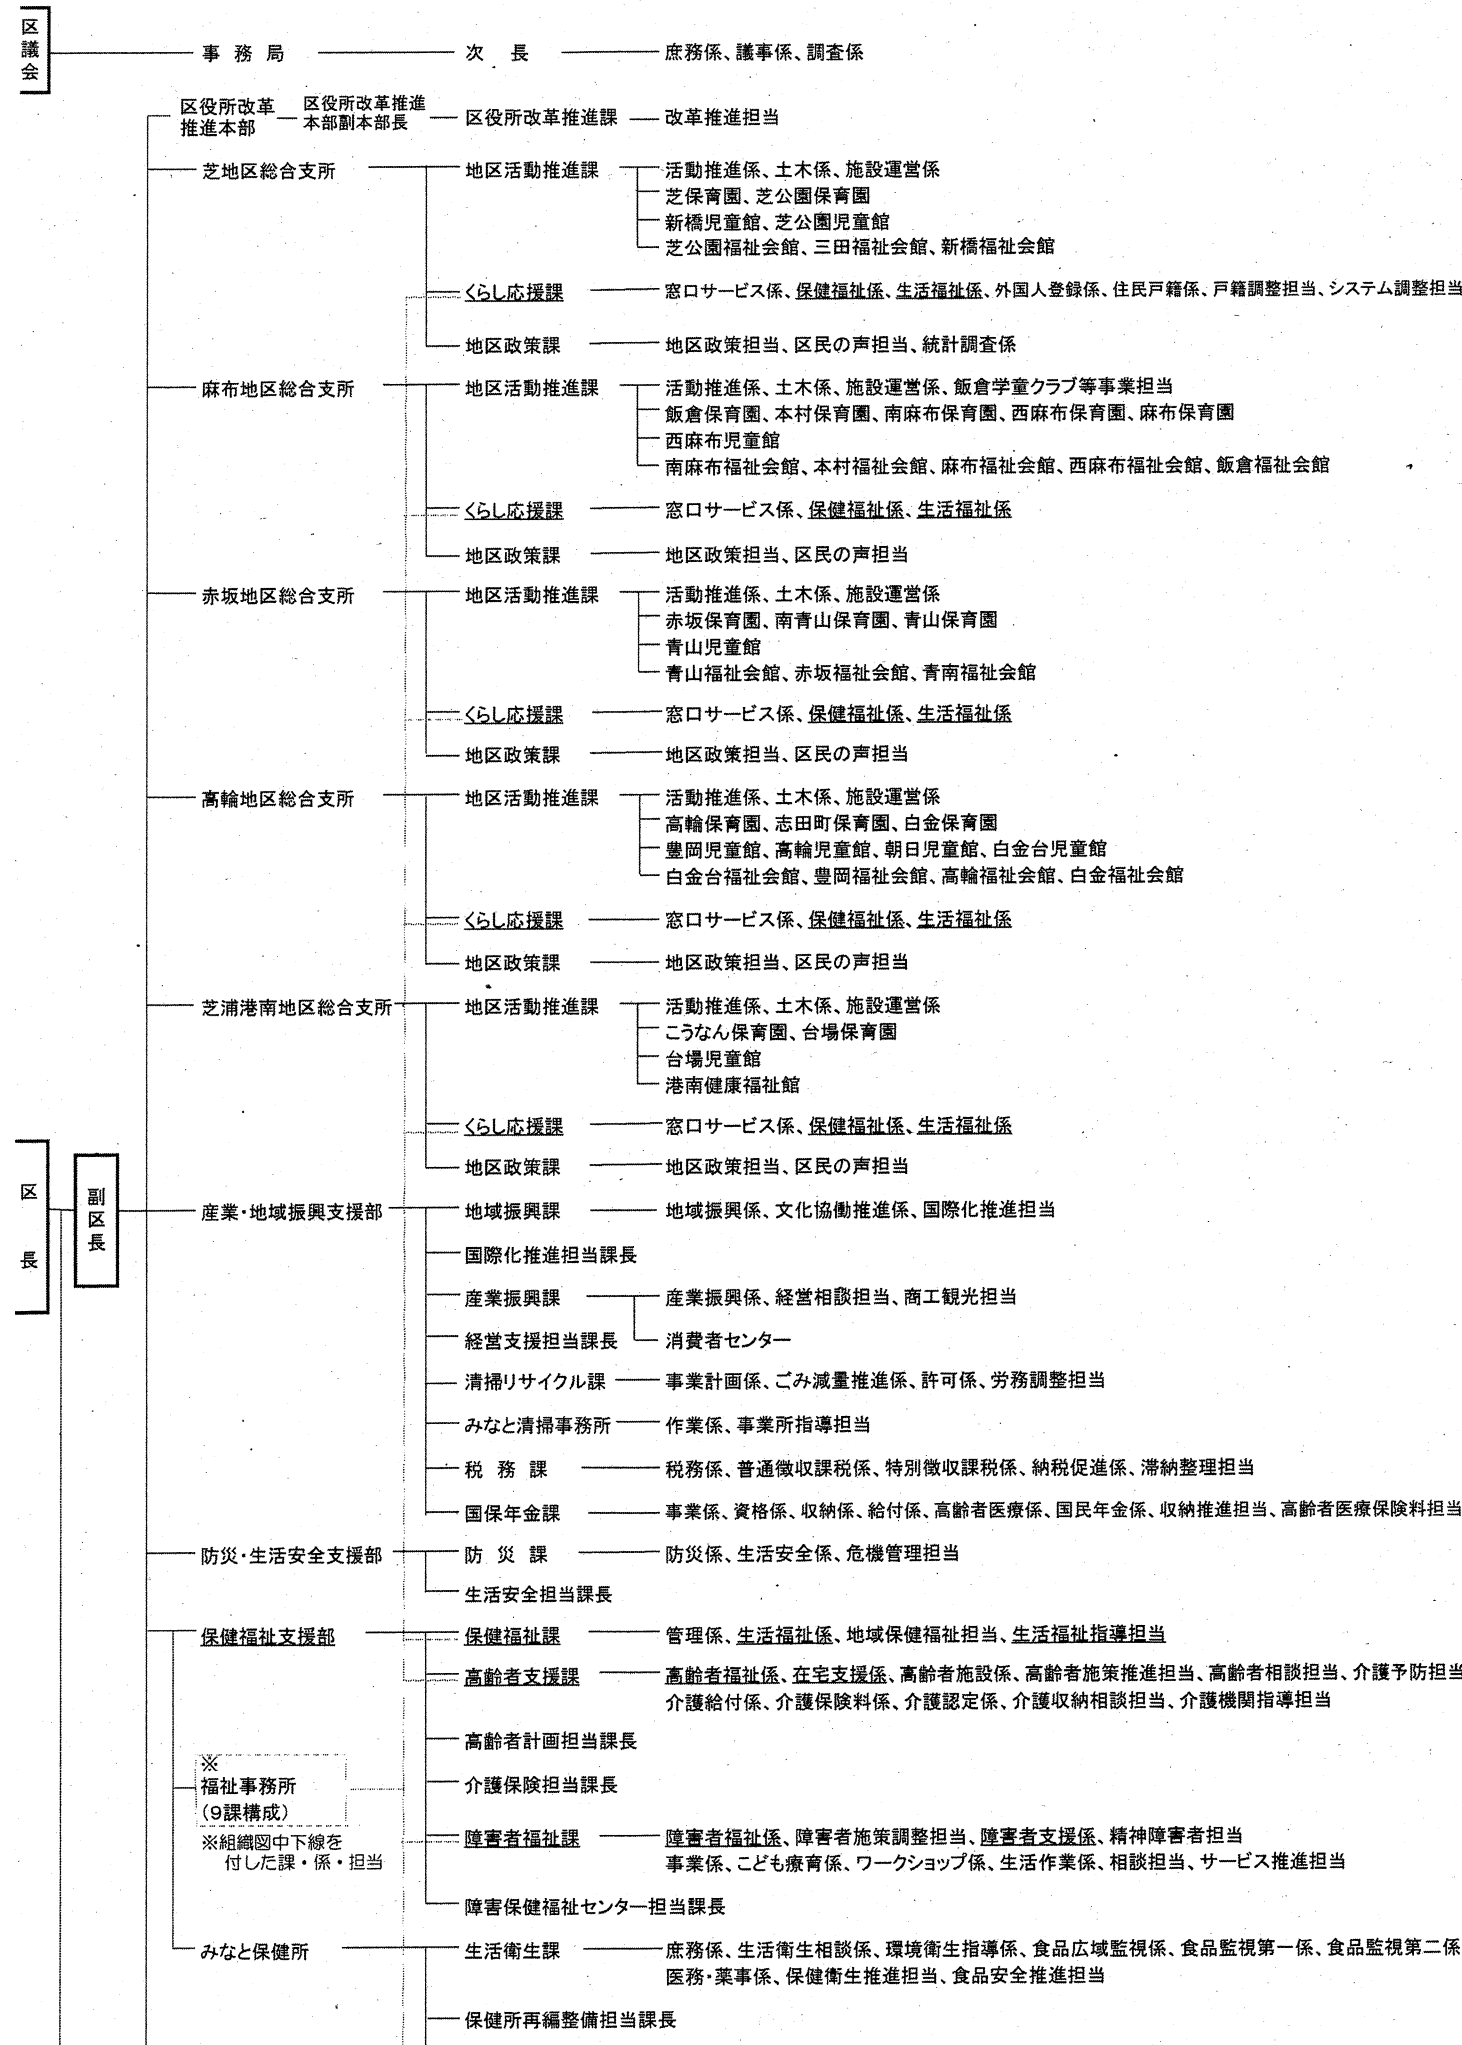 区議会
事務局 次長 庶務係、議事係、調査係
区役所改革推進本部 区役所改革推進本部副本部長 区役所改革推進課 改革推進担当
芝地区総合支所 地区活動推進課 活動推進係、土木係、施設運営係
芝保育園、芝公園保育園
新橋児童館、芝公園児童館
芝公園福祉会館、三田福祉会館、新橋福祉会館
くらし応援課 窓口サービス係、保健福祉係、生活福祉係、外国人登録係、住民戸籍係、戸籍調整担当、システム調整担当
地区政策課 地区政策担当、区民の声担当、統計調査係
麻布地区総合支所 地区活動推進課 活動推進係、土木係、施設運営係、飯倉学童クラブ等事業担当
飯倉保育園、本村保育園、南麻布保育園、西麻布保育園、麻布保育園
西麻布児童館
南麻布福祉会館、本村福祉会館、麻布福祉会館、西麻布福祉会館、飯倉福祉会館
くらし応援課 窓口サービス係、保健福祉係、生活福祉係
地区政策課 地区政策担当、区民の声担当
赤坂地区総合支所 地区活動推進課 活動推進係、土木係、施設運営係
赤坂保育園、南青山保育園、青山保育園
青山児童館
青山福祉会館、赤坂福祉会館、青南福祉会館
くらし応援課 窓口サービス係、保健福祉係、生活福祉係
地区政策課 地区政策担当、区民の声担当
高輪地区総合支所 地区活動推進課 活動推進係、土木係、施設運営係
高輪保育園、志田町保育園、白金保育園
豊岡児童館、高輪児童館、朝日児童館、白金台児童館
白金台福祉会館、豊岡福祉会館、高輪福祉会館、白金福祉会館
くらし応援課 窓口サービス係、保健福祉係、生活福祉係
地区政策課 地区政策担当、区民の声担当
芝浦港南地区総合支所 地区活動推進課 活動推進係、土木係、施設運営係
こうなん保育園、台場保育園
台場児童館
港南健康福祉館
くらし応援課 窓口サービス係、保健福祉係、生活福祉係
地区政策課 地区政策担当、区民の声担当
区長
副区長
産業・地域振興支援部 地域振興課 地域振興係、文化協働推進係、国際化推進担当
国際化推進担当課長
産業振興課 産業振興係、経営相談担当、商工観光担当
経営支援担当課長 消費者センター
清掃リサイクル課 事業計画係、ごみ減量推進係、許可係、労務調整担当
みなと清掃事務所 作業係、事業所指導担当
税務課 税務係、普通徴収課税係、特別徴収課税係、納税促進係、滞納整理担当
国保年金課 事業係、資格係、収納係、給付係、高齢者医療係、国民年金係、収納推進担当、高齢者医療保険料担当
防災・生活安全支援部 防災課 防災係、生活安全係、危機管理担当
生活安全担当課長
保健福祉支援部 保健福祉課 管理係、生活福祉係、地域保健福祉担当、生活福祉指導担当
高齢者支援課 高齢者福祉係、在宅支援係、高齢者施設係、高齢者施策推進担当、高齢者相談担当、介護予防担当
介護給付係、介護保険料係、介護認定係、介護収納相談担当、介護機関指導担当
高齢者計画担当課長
※
福祉事務所 介護保険担当課長
(9課構成)
※組織図中下線を
付した課・係・担当
障害者福祉課 障害者福祉係、障害者施策調整担当、障害者支援係、精神障害者担当
事業係、こども療育係、ワークショップ係、生活作業係、相談担当、サービス推進担当
障害保健福祉センター担当課長
みなと保健所 生活衛生課 庶務係、生活衛生相談係、環境衛生指導係、食品広域監視係、食品監視第一係、食品監視第二係
医務・薬事係、保健衛生推進担当、食品安全推進担当
保健所再編整備担当課長